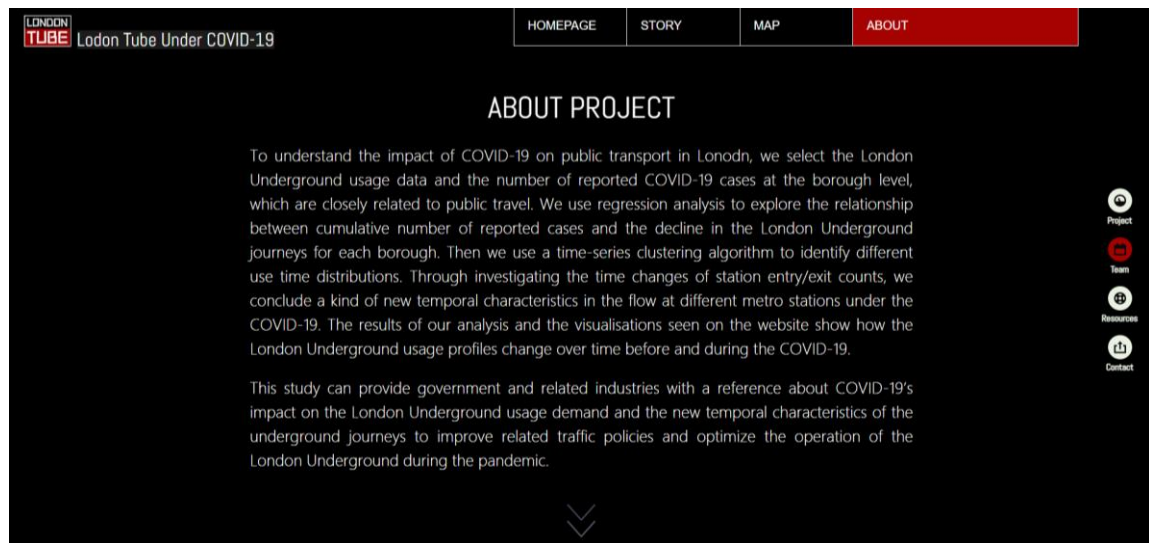 LONDON
TUBE
Lodon Tube Under COVID-19
HOMEPAGE
STORY
MAP
ABOUT
ABOUT PROJECT
To understand the impact of COVID-19 on public transport in Lonodn, we select the London
Underground usage data and the number of reported COVID-19 cases at the borough level,
which are closely related to public travel. We use regression analysis to explore the relationship
between cumulative number of reported cases and the decline in the London Underground
journeys for each borough. Then we use a time-series clustering algorithm to identify different
use time distributions. Through investigating the time changes of station entry/exit counts, we
conclude a kind of new temporal characteristics in the flow at different metro stations under the
COVID-19. The results of our analysis and the visualisations seen on the website show how the
London Underground usage profiles change over time before and during the COVID-19.
This study can provide government and related industries with a reference about COVID-19's
impact on the London Underground usage demand and the new temporal characteristics of the
underground journeys to improve related traffic policies and optimize the operation of the
London Underground during the pandemic.
Project
Team
Resources
Contact